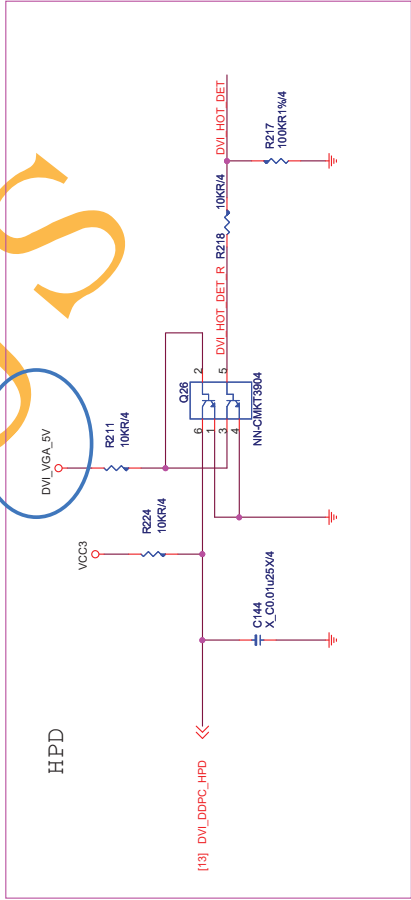 HPD
[13] DVI_DDPC_HPD
VCC3
R224
10KR/4
C144
X_C0.01u25X/4
DVI_VGA_5V
R211
10KR/4
Q26
6
1
3
4
2
5
NN-CMKT3904
DVI_HOT_DET_R
R218
10KR/4
DVI_HOT_DET
R217
100KR1%/4